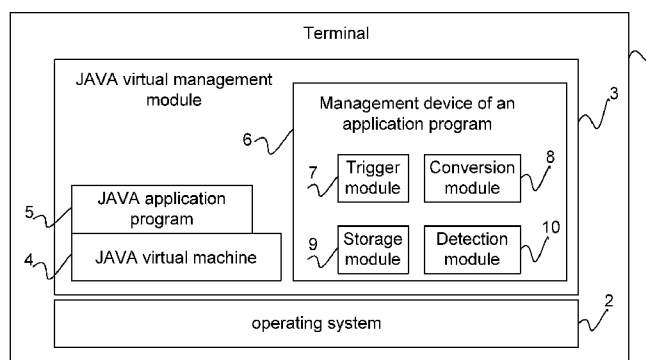 Terminal
JAVA virtual management
module
3
Management device of an
application program
6
7
Trigger
module
Conversion
module
8
5
JAVA application
program
4
JAVA virtual machine
9
Storage
module
Detection
module
10
2
operating system